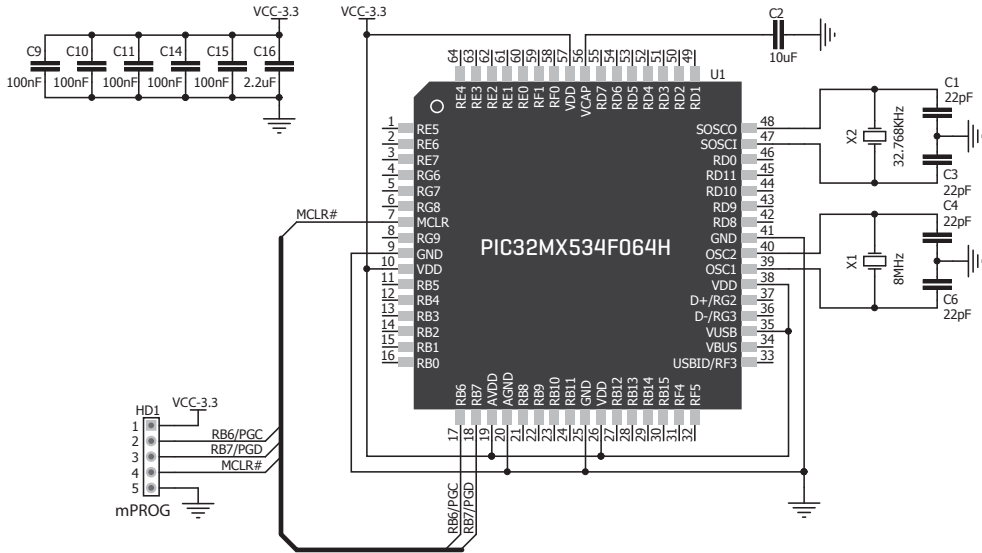 VCC-3.3
VCC-3.3
C9
C10
C11
C14
C15
C16
100nF
100nF
100nF
100nF
100nF
2.2uF
C2
10uF
U1
64
63
62
61
60
59
58
57
56
55
54
53
52
51
50
49
RE4
RE3
RE2
RE1
RE0
RF1
RF0
VDD
VCAP
RD7
RD6
RD5
RD4
RD3
RD2
RD1
1 RE5
2 RE6
3 RE7
4 RG6
5 RG7
6 RG8
MCLR# 7 MCLR
8 RG9
9 GND
10 VDD
11 RB5
12 RB4
13 RB3
14 RB2
15 RB1
16 RB0
PIC32MX534F064H
SOSCO 48
SOSCI 47
RD0 46
RD11 45
RD10 44
RD9 43
RD8 42
GND 41
OSC2 40
OSC1 39
VDD 38
D+/RG2 37
D-/RG3 36
VUSB 35
VBUS 34
USBID/RF3 33
C1
22pF
X2
32.768KHz
C3
22pF
C4
22pF
X1
8MHz
C6
22pF
RB6
RB7
AVDD
AGND
RB8
RB9
RB10
RB11
GND
VDD
RB12
RB13
RB14
RB15
RF4
RF5
17
18
19
20
21
22
23
24
25
26
27
28
29
30
31
32
HD1
VCC-3.3
1
2 RB6/PGC
3 RB7/PGD
4 MCLR#
5
mPROG
RB6/PGC
RB7/PGD